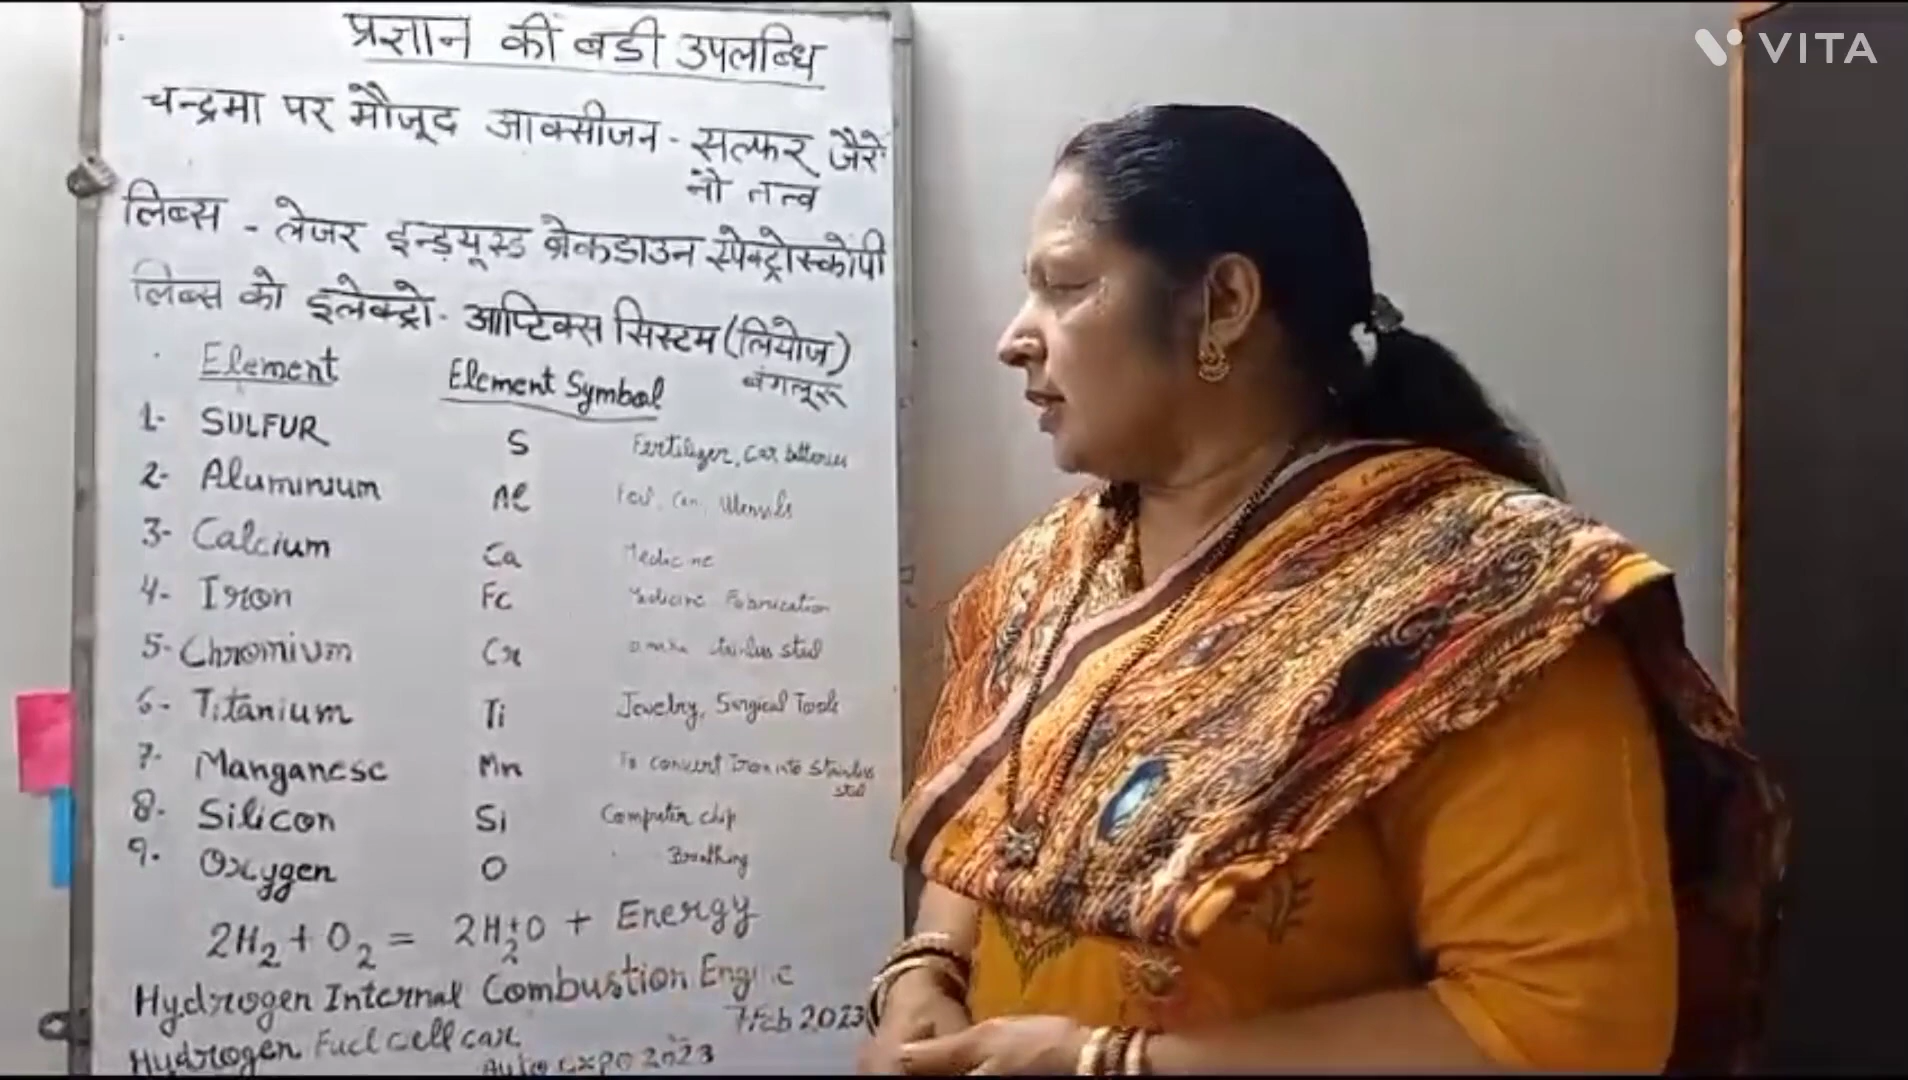 VITA
प्रज्ञान की बडी उपलब्धि
चन्द्रमा पर मौजूद आक्सीजन - सल्फर जैसे
नौ तत्व
लिब्स - लेजर इन्ड्यूस्ड ब्रेकडाउन स्पेक्ट्रोस्कोपी
लिब्स को इलेक्ट्रो - आप्टिक्स सिस्टम (लियोज)
बंगलूरू
Element Element Symbol
1- SULFUR S Fertilizer, Car batteries
2- Aluminium Al Foil, Can, Utensils
3- Calcium Ca Medicine
4- Iron Fe Medicine Fabrication
5- Chromium Cr stainless steel
6- Titanium Ti Jewelry, Surgical Tools
7- Manganese Mn To convert Iron into Stainless
steel
8- Silicon Si Computer chip
9- Oxygen O Breathing
2H2 + O2 = 2H2O + Energy
Hydrogen Internal Combustion Engine
7 Feb 2023
Hydrogen Fuel cell car
Auto Expo 2023